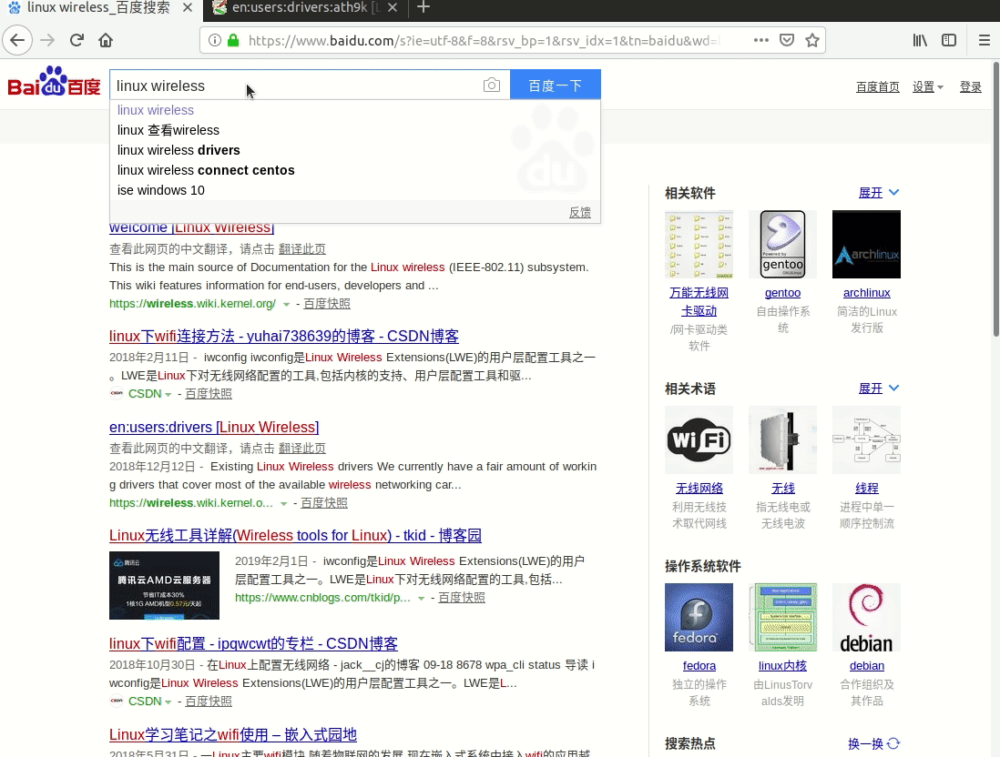 linux wireless_百度搜索
en:users:drivers:ath9k [L
https://www.baidu.com/s?ie=utf-8&f=8&rsv_bp=1&rsv_idx=1&tn=baidu&wd=
Bai du 百度
linux wireless
百度一下
百度首页 设置 登录
linux wireless
linux 查看wireless
linux wireless drivers
linux wireless connect centos
ise windows 10
反馈
welcome [Linux Wireless]
查看此网页的中文翻译，请点击 翻译此页
This is the main source of Documentation for the Linux wireless (IEEE-802.11) subsystem.
This wiki features information for end-users, developers and ...
https://wireless.wiki.kernel.org/ - 百度快照
linux下wifi连接方法 - yuhai738639的博客 - CSDN博客
2018年2月11日 - iwconfig iwconfig是Linux Wireless Extensions(LWE)的用户层配置工具之一
。LWE是Linux下对无线网络配置的工具,包括内核的支持、用户层配置工具和驱...
CSDN - 百度快照
en:users:drivers [Linux Wireless]
查看此网页的中文翻译，请点击 翻译此页
2018年12月12日 - Existing Linux Wireless drivers We currently have a fair amount of workin
g drivers that cover most of the available wireless networking car...
https://wireless.wiki.kernel.o... - 百度快照
Linux无线工具详解(Wireless tools for Linux) - tkid - 博客园
腾讯云
腾讯云AMD云服务器
节省IT成本30%
1核1G AMD机型0.57元/天起
2019年2月1日 - iwconfig是Linux Wireless Extensions(LWE)的用户
层配置工具之一。LWE是Linux下对无线网络配置的工具,包括...
https://www.cnblogs.com/tkid/p... - 百度快照
linux下wifi配置 - ipqwcwt的专栏 - CSDN博客
2018年10月30日 - 在Linux上配置无线网络 - jack__cj的博客 09-18 8678 wpa_cli status 导读 i
wconfig是Linux Wireless Extensions(LWE)的用户层配置工具之一。LWE是L...
CSDN - 百度快照
Linux学习笔记之wifi使用 – 嵌入式园地
2018年5月31日 - 一Linux主要wifi模块 随着物联网的发展,现在嵌入式系统中接入wifi的应用越
相关软件 展开
Powered by
gentoo
archlinux
万能无线网
卡驱动
/网卡驱动类
软件
gentoo
自由操作系
统
archlinux
简洁的Linux
发行版
相关术语 展开
WiFi
无线网络
利用无线技
术取代网线
无线
指无线电或
无线电波
线程
进程中单一
顺序控制流
操作系统软件
fedora
debian
fedora
独立的操作
系统
linux内核
由LinusTorv
alds发明
debian
合作组织及
其作品
搜索热点 换一换